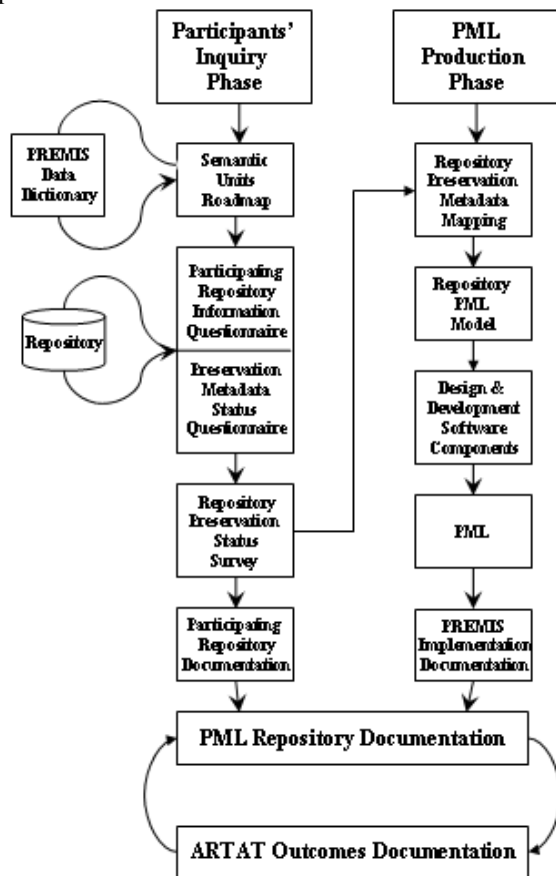 Participants'
Inquiry
Phase
PML
Production
Phase
PREMIS
Data
Dictionary
Semantic
Units
Roadmap
Repository
Preservation
Metadata
Mapping
Participating
Repository
Information
Questionnaire
Repository
Preservation
Metadata
Status
Questionnaire
Repository
PML
Model
Design &
Development
Software
Components
Repository
Preservation
Status
Survey
PML
Participating
Repository
Documentation
PREMIS
Implementation
Documentation
PML Repository Documentation
ARTAT Outcomes Documentation